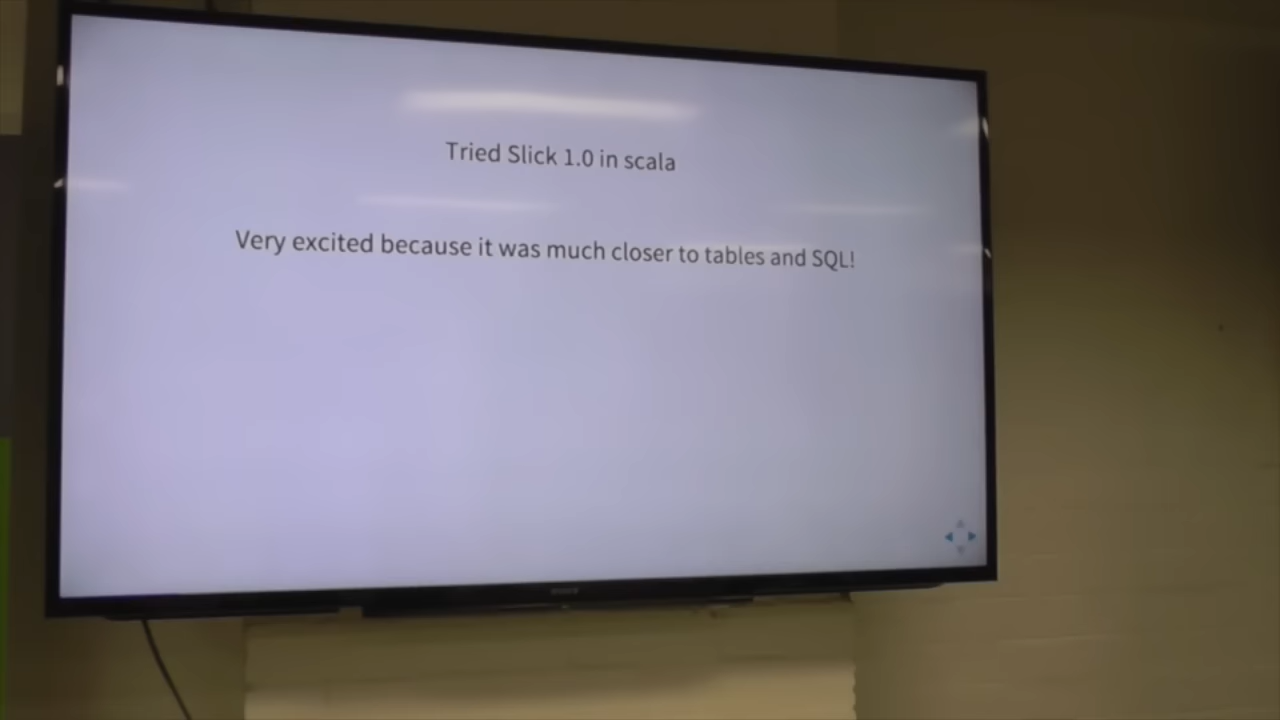 Tried Slick 1.0 in scala
Very excited because it was much closer to tables and SQL!